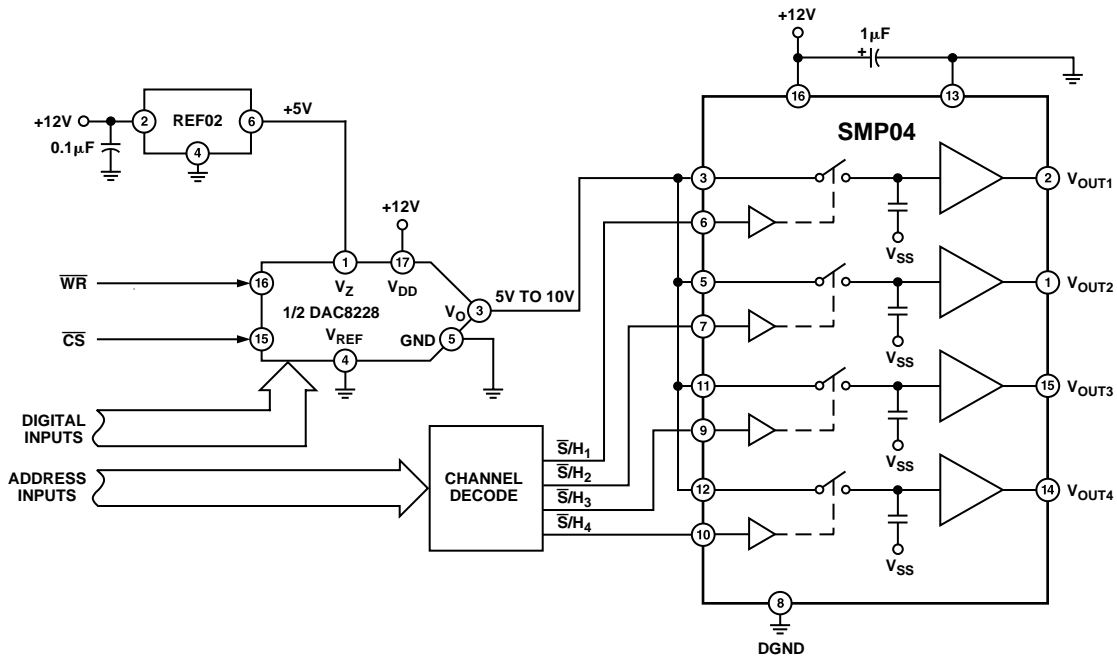 +12V
1μF
+
16
13
SMP04
+12V
2
REF02
6
+5V
0.1μF
4
3
2
VOUT1
6
VSS
+12V
1
17
VZ
VDD
WR
16
1/2 DAC8228
VO
3
5V TO 10V
CS
15
VREF
GND
5
4
5
1
VOUT2
7
VSS
11
15
VOUT3
9
VSS
DIGITAL
INPUTS
ADDRESS
INPUTS
CHANNEL
DECODE
S/H1
S/H2
S/H3
S/H4
12
14
VOUT4
10
VSS
8
DGND